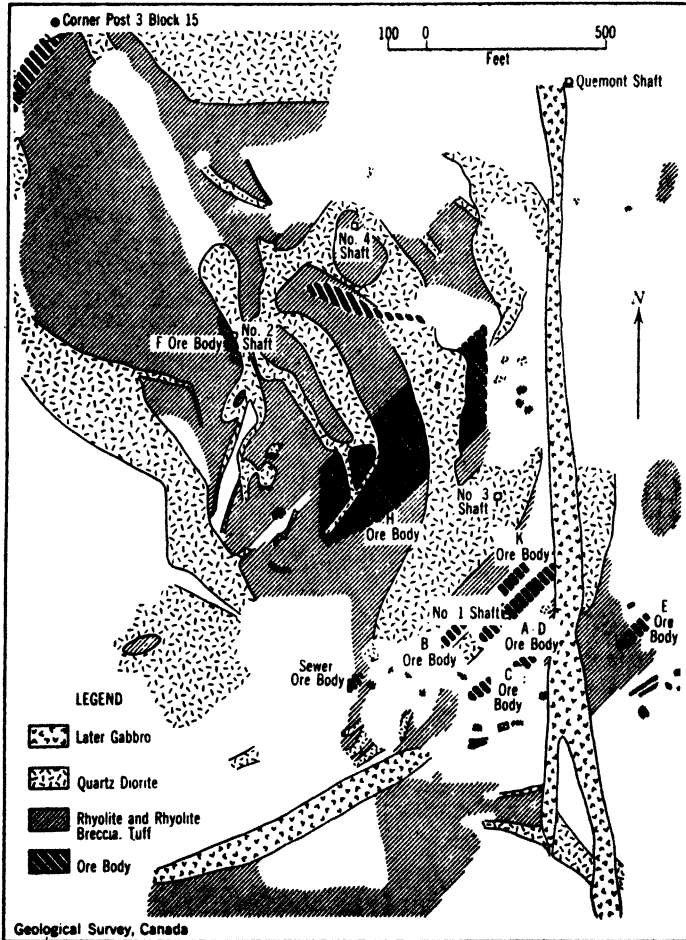 Corner Post 3 Block 15
100 0 500
Feet
Quemont Shaft
No. 4
Shaft
N
F Ore Body
No. 2
Shaft
No. 3
Shaft
H
Ore Body
K
Ore Body
No. 1 Shaft
A D
Ore Body
B
Ore Body
E
Ore
Body
Sewer
Ore Body
C
Ore
Body
LEGEND
Later Gabbro
Quartz Diorite
Rhyolite and Rhyolite
Breccia. Tuff
Ore Body
Geological Survey, Canada